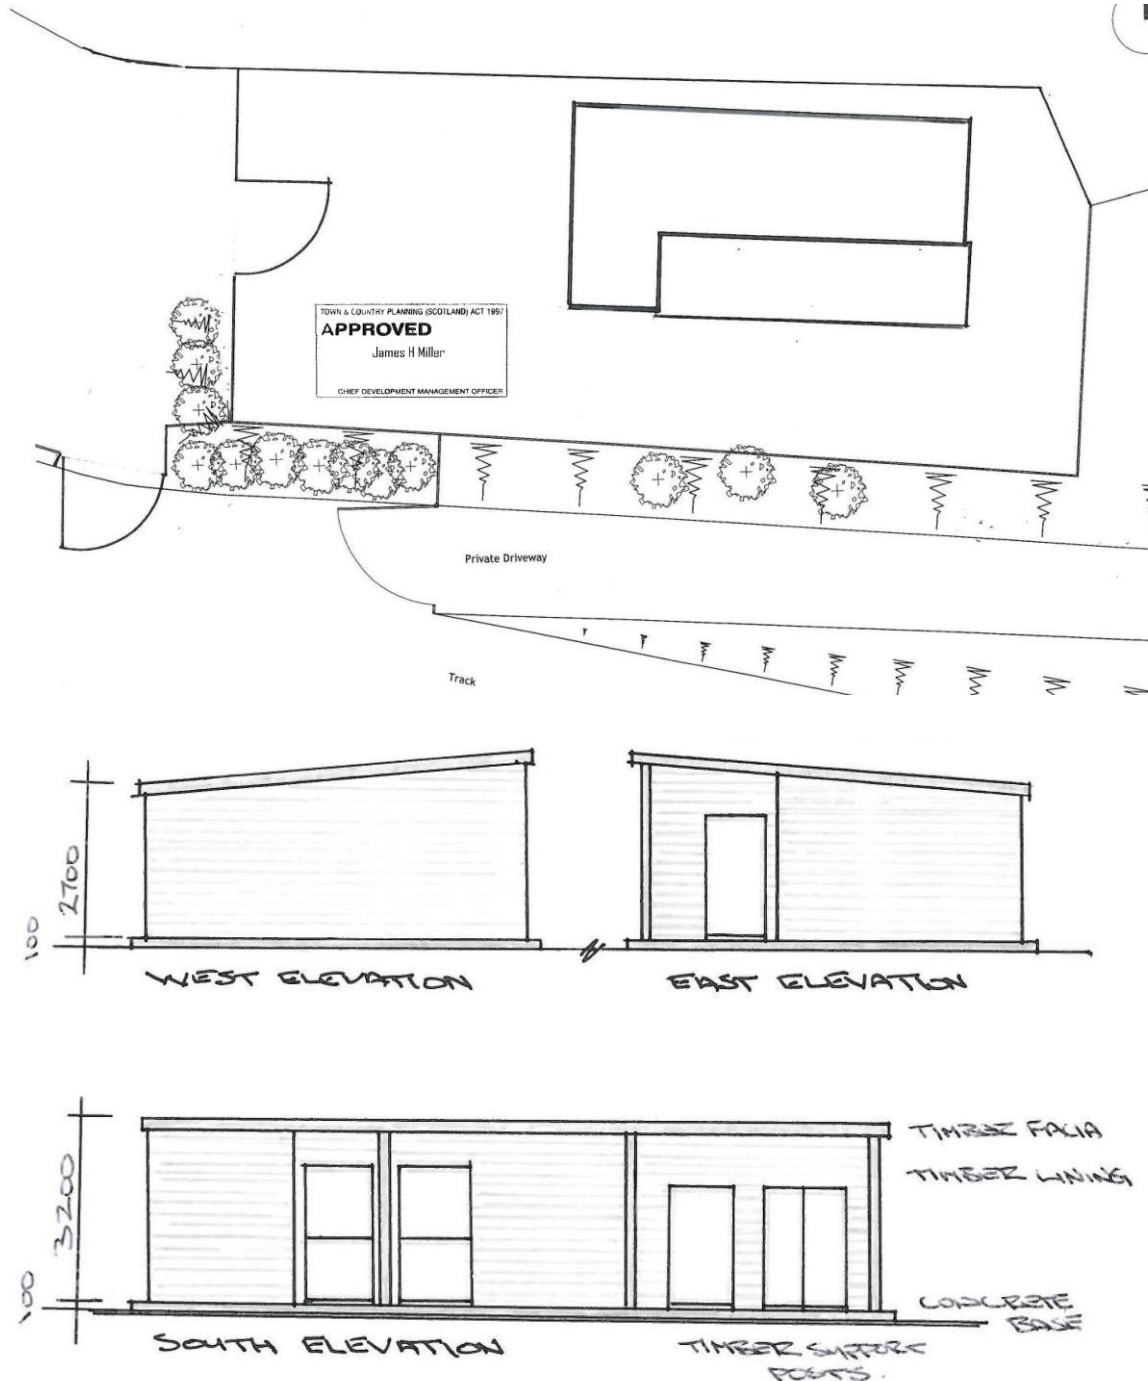 TOWN & COUNTRY PLANNING (SCOTLAND) ACT 1997
APPROVED
James H Miller
CHIEF DEVELOPMENT MANAGEMENT OFFICER
Private Driveway
Track
2700
100
WEST ELEVATION
EAST ELEVATION
3200
100
TIMBER FACIA
TIMBER LINING
CONCRETE
BASE
SOUTH ELEVATION
TIMBER SUPPORT
POSTS.